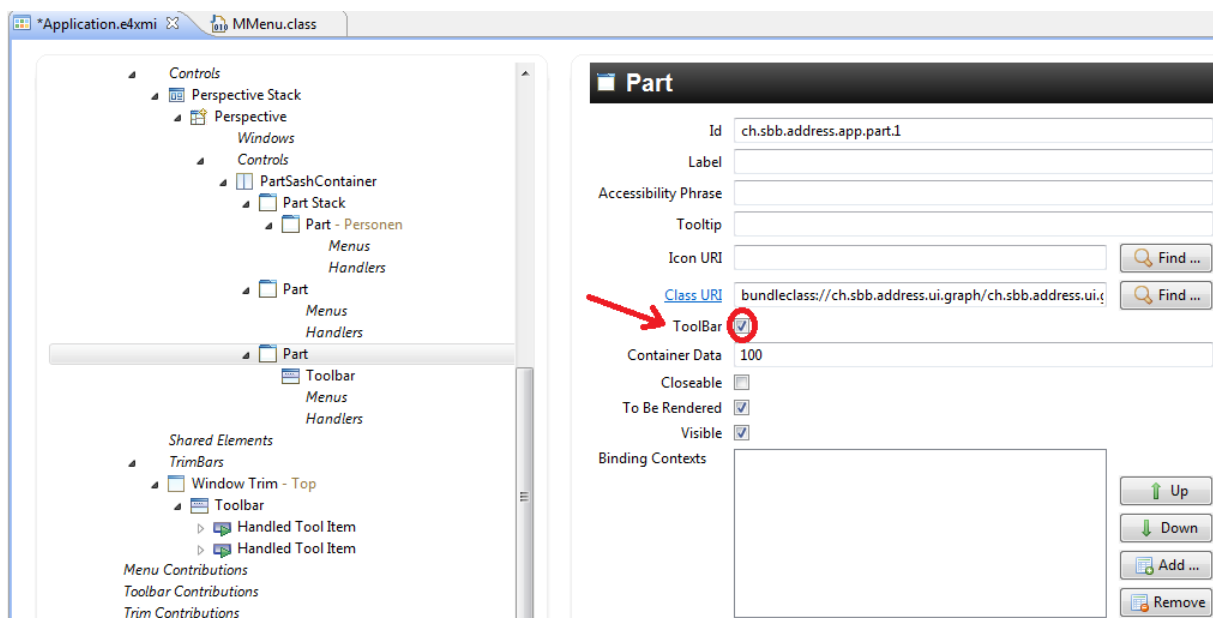 *Application.e4xmi
MMenu.class
Controls
Perspective Stack
Perspective
Windows
Controls
PartSashContainer
Part Stack
Part - Personen
Menus
Handlers
Part
Menus
Handlers
Part
Toolbar
Menus
Handlers
Shared Elements
TrimBars
Window Trim - Top
Toolbar
Handled Tool Item
Handled Tool Item
Menu Contributions
Toolbar Contributions
Trim Contributions
Part
Id ch.sbb.address.app.part.1
Label
Accessibility Phrase
Tooltip
Icon URI Find ...
Class URI bundleclass://ch.sbb.address.ui.graph/ch.sbb.address.ui.g Find ...
ToolBar
Container Data 100
Closeable
To Be Rendered
Visible
Binding Contexts
Up
Down
Add ...
Remove